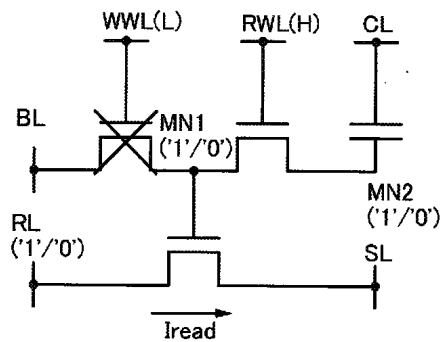 WWL(L)
RWL(H)
CL
BL
MN1
('1'/'0')
MN2
('1'/'0')
RL
('1'/'0')
SL
Iread